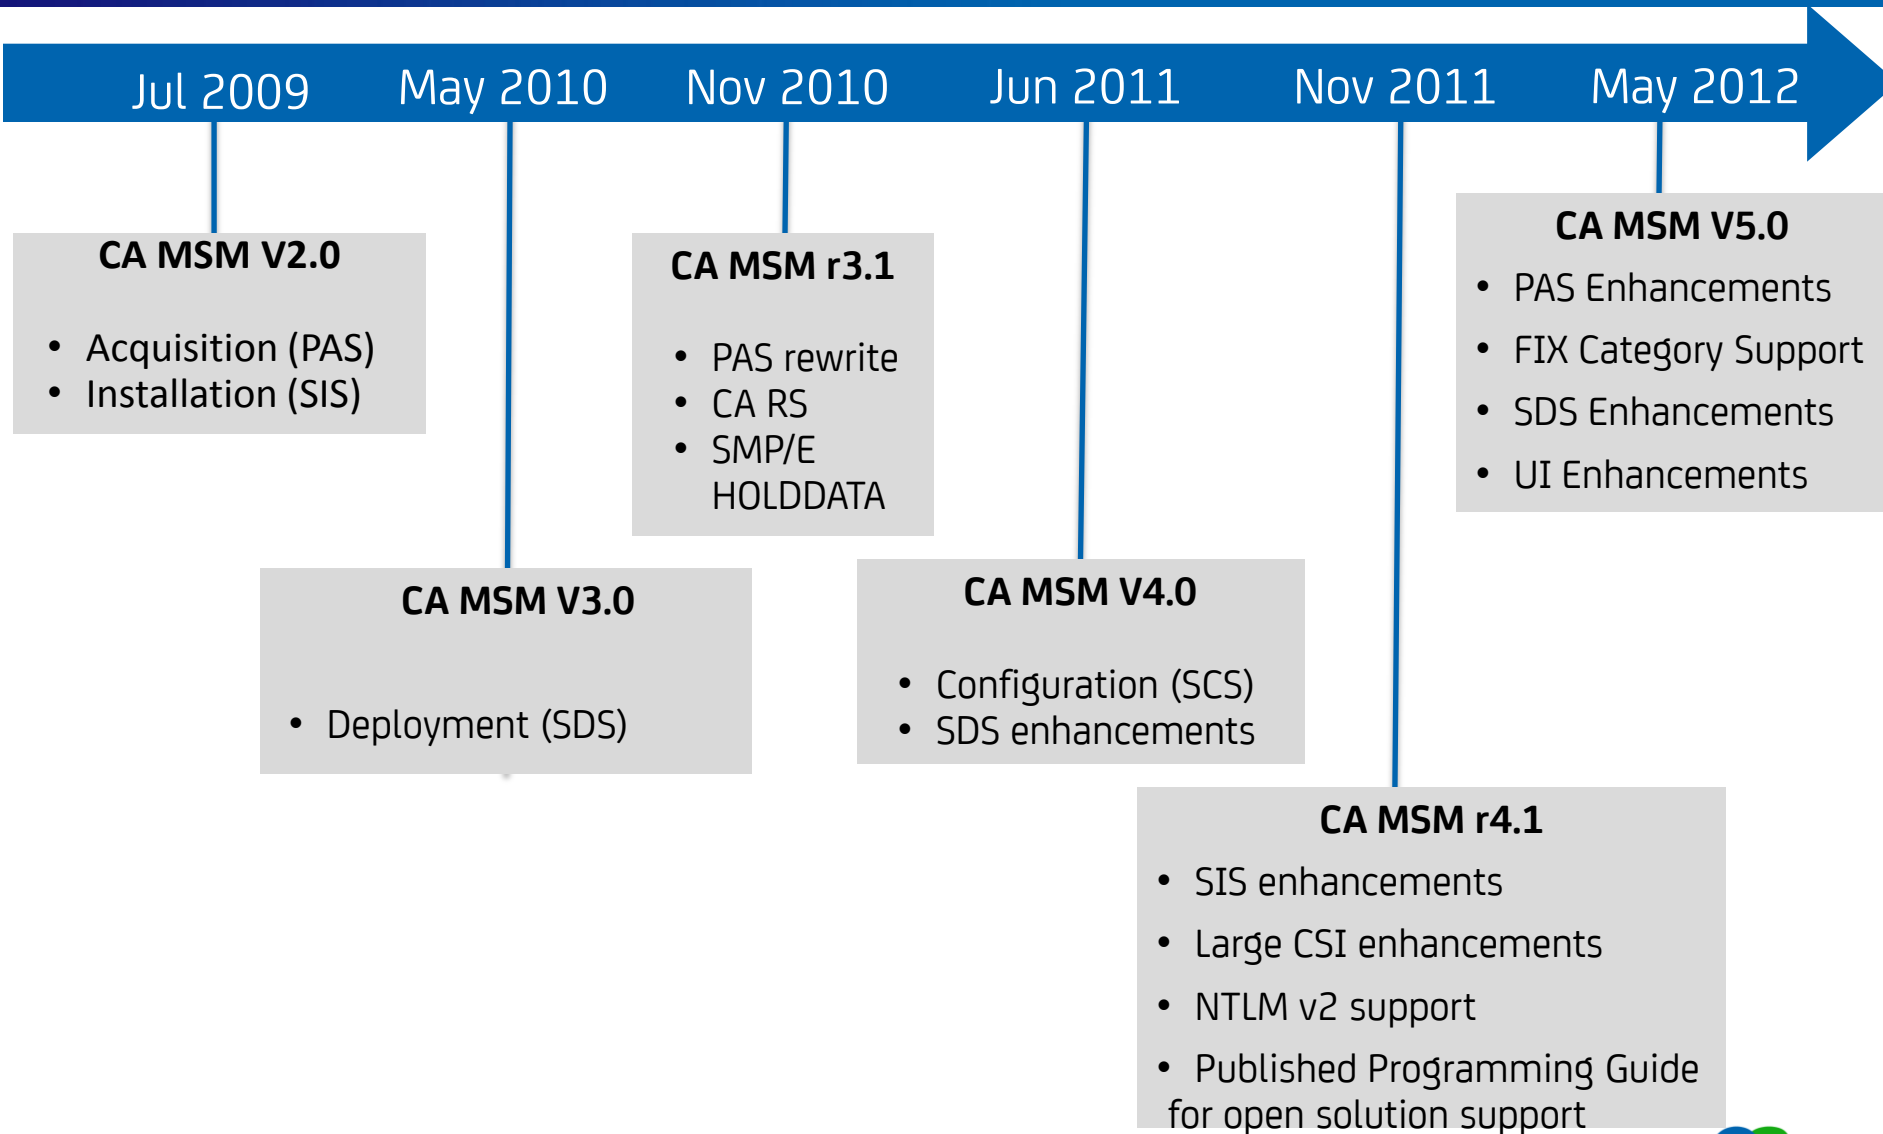 Jul 2009
May 2010
Nov 2010
Jun 2011
Nov 2011
May 2012
CA MSM V2.0
• Acquisition (PAS)
• Installation (SIS)
CA MSM V3.0
• Deployment (SDS)
CA MSM r3.1
• PAS rewrite
• CA RS
• SMP/E
HOLDDATA
CA MSM V4.0
• Configuration (SCS)
• SDS enhancements
CA MSM r4.1
• SIS enhancements
• Large CSI enhancements
• NTLM v2 support
• Published Programming Guide
for open solution support
CA MSM V5.0
• PAS Enhancements
• FIX Category Support
• SDS Enhancements
• UI Enhancements